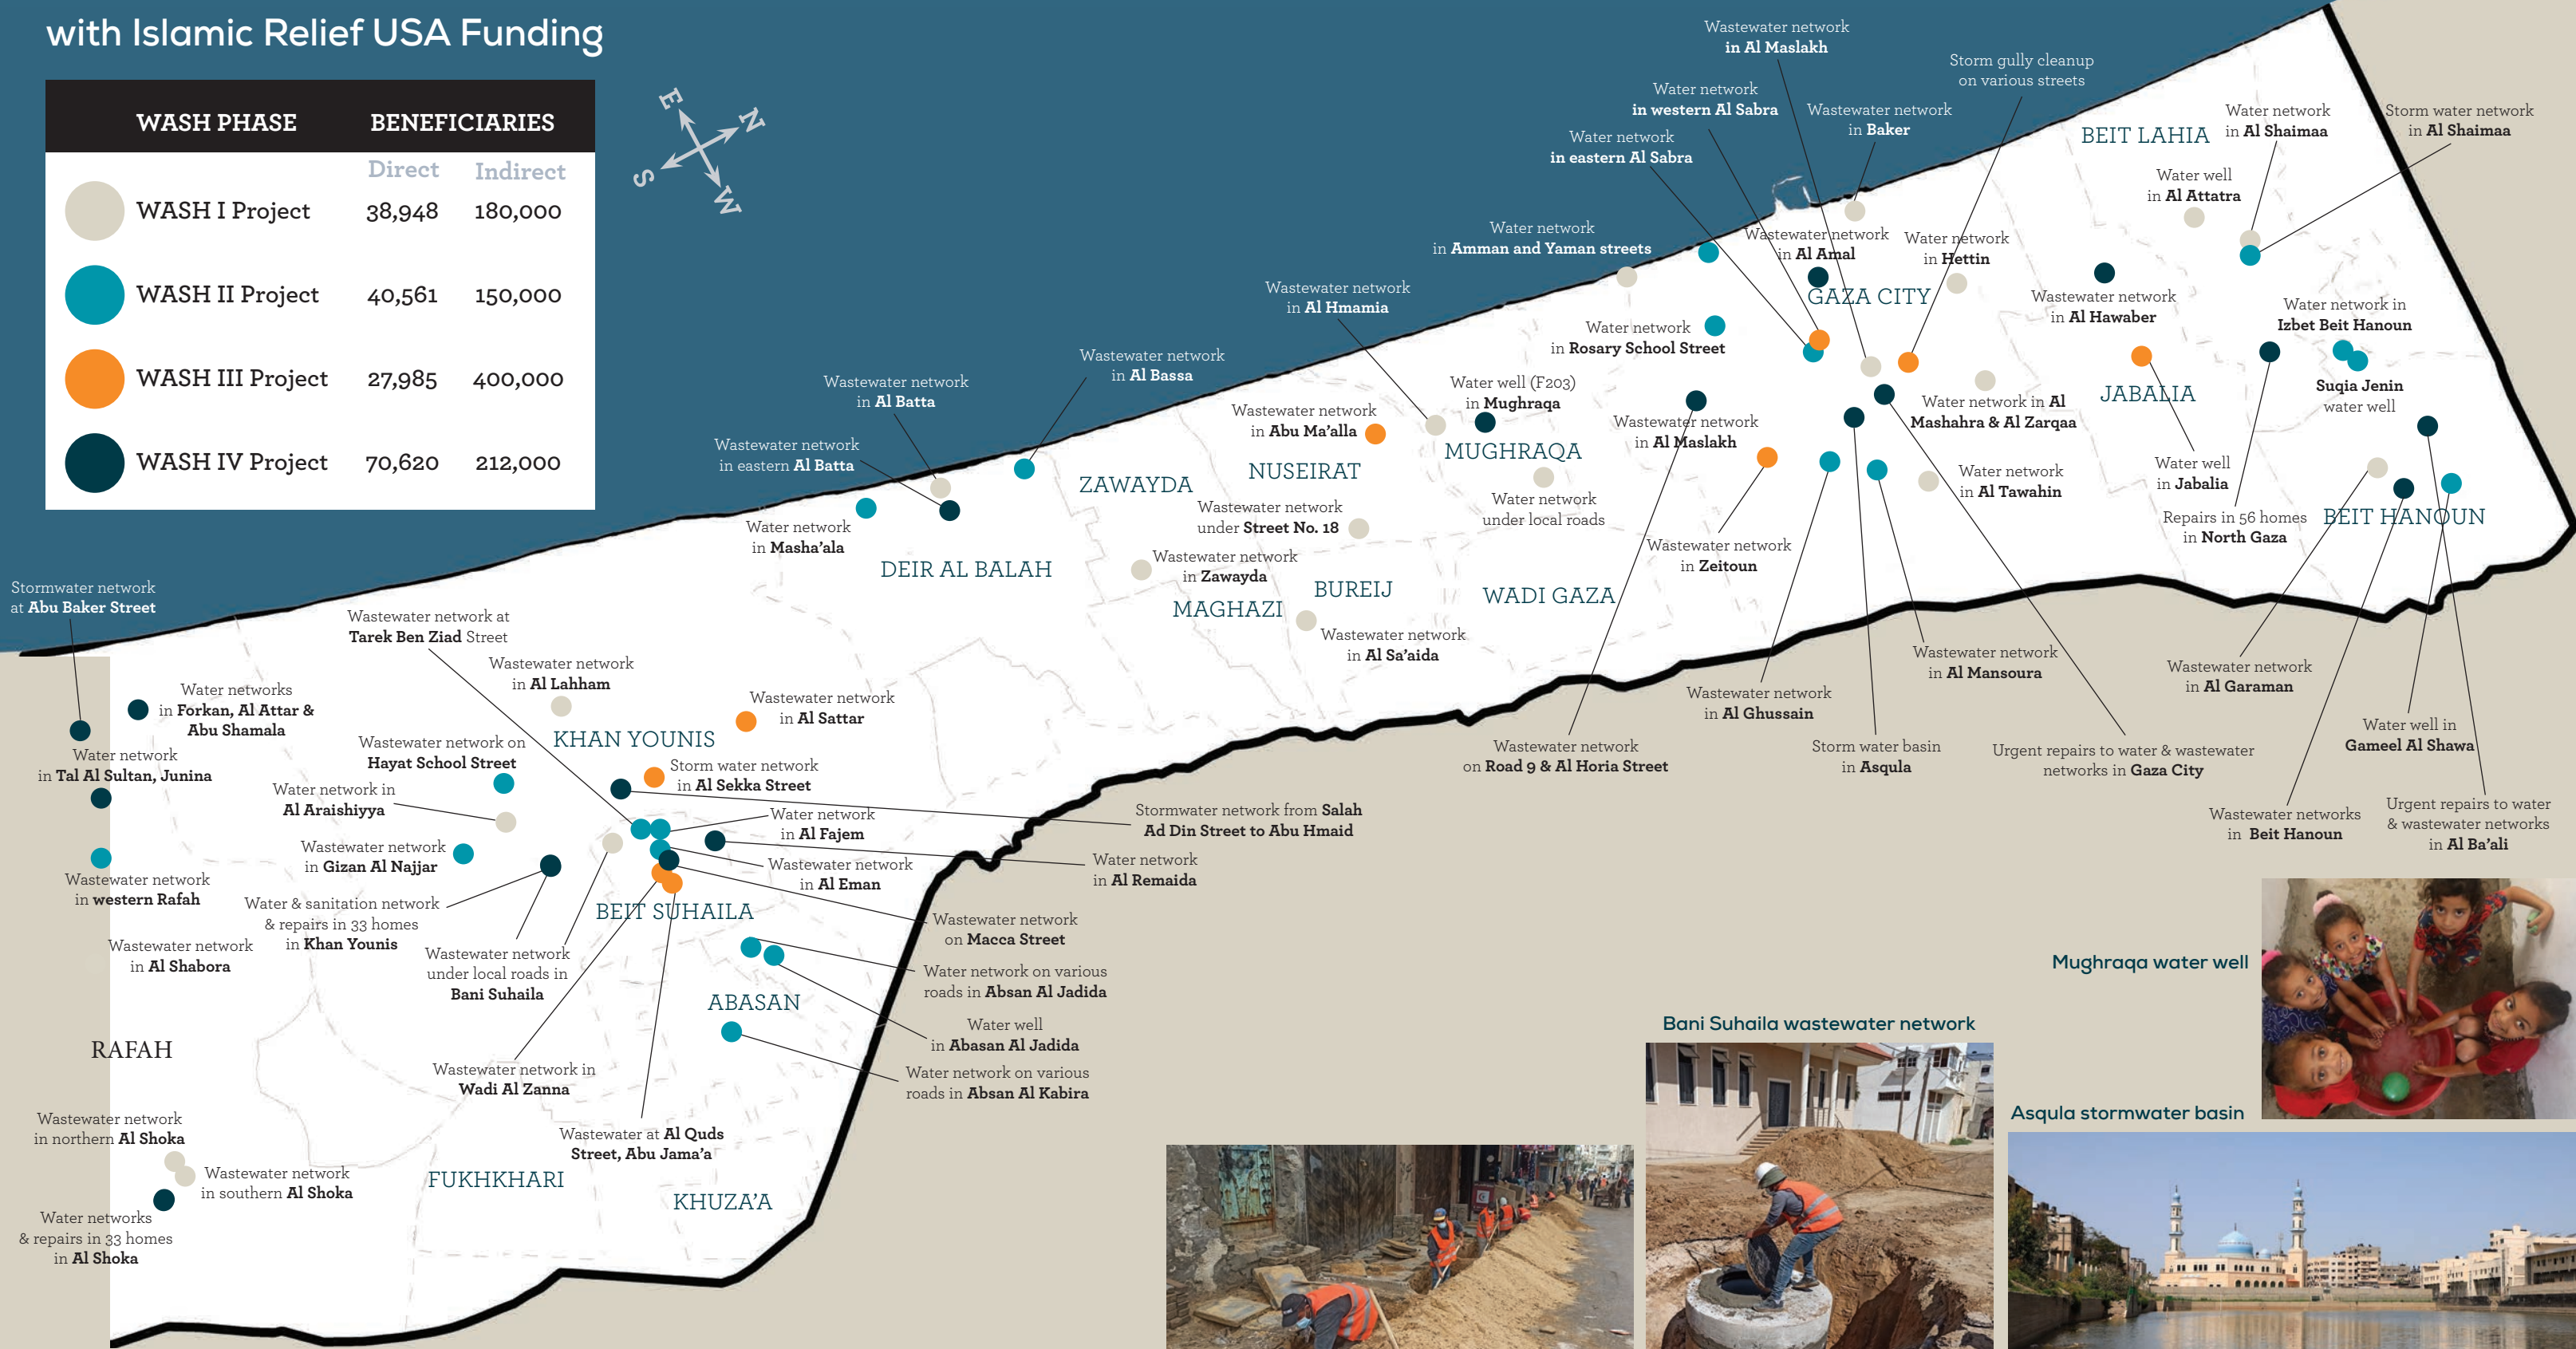 with Islamic Relief USA Funding
WASH PHASE BENEFICIARIES
Direct Indirect
WASH I Project 38,948 180,000
WASH II Project 40,561 150,000
WASH III Project 27,985 400,000
WASH IV Project 70,620 212,000
E
N
S
W
Wastewater network
in Al Maslakh
Storm gully cleanup
on various streets
Water network
in western Al Sabra
Wastewater network
in Baker
Water network
in eastern Al Sabra
BEIT LAHIA
Water network
in Al Shaimaa
Storm water network
in Al Shaimaa
Water well
in Al Attatra
Water network
in Amman and Yaman streets
Wastewater network
in Al Amal
Water network
in Hettin
GAZA CITY
Wastewater network
in Al Hawaber
Water network in
Izbet Beit Hanoun
Wastewater network
in Al Hmamia
Water network
in Rosary School Street
Suqia Jenin
water well
JABALIA
Wastewater network
in Al Bassa
Wastewater network
in Al Batta
Wastewater network
in eastern Al Batta
Wastewater network
in Abu Ma'alla
Water well (F203)
in Mughraqa
MUGHRAQA
Wastewater network
in Al Maslakh
Water network in Al
Mashahra & Al Zarqaa
ZAWAYDA
NUSEIRAT
Water network
under local roads
Water network
in Al Tawahin
Water well
in Jabalia
Repairs in 56 homes
in North Gaza
BEIT HANOUN
Water network
in Masha'ala
DEIR AL BALAH
Wastewater network
under Street No. 18
Wastewater network
in Zawayda
Wastewater network
in Zeitoun
MAGHAZI
BUREIJ
WADI GAZA
Wastewater network
in Al Sa'aida
Stormwater network
at Abu Baker Street
Wastewater network at
Tarek Ben Ziad Street
Wastewater network
in Al Lahham
Water networks
in Forkan, Al Attar &
Abu Shamala
Wastewater network
in Al Sattar
KHAN YOUNIS
Water network
in Tal Al Sultan, Junina
Wastewater network on
Hayat School Street
Storm water network
in Al Sekka Street
Water network in
Al Araishiyya
Water network
in Al Fajem
Stormwater network from Salah
Ad Din Street to Abu Hmaid
Wastewater network
in Gizan Al Najjar
Wastewater network
in Al Eman
Water network
in Al Remaida
Wastewater network
in western Rafah
Water & sanitation network
& repairs in 33 homes
in Khan Younis
BEIT SUHAILA
Wastewater network
on Macca Street
Wastewater network
in Al Shabora
Wastewater network
under local roads in
Bani Suhaila
Water network on various
roads in Absan Al Jadida
ABASAN
Water well
in Abasan Al Jadida
RAFAH
Wastewater network in
Wadi Al Zanna
Water network on various
roads in Absan Al Kabira
Wastewater network
in northern Al Shoka
Wastewater at Al Quds
Street, Abu Jama'a
Wastewater network
in southern Al Shoka
FUKHKHARI
KHUZA'A
Water networks
& repairs in 33 homes
in Al Shoka
Wastewater network
on Road 9 & Al Horia Street
Wastewater network
in Al Ghussain
Storm water basin
in Asqula
Wastewater network
in Al Mansoura
Urgent repairs to water & wastewater
networks in Gaza City
Wastewater network
in Al Garaman
Water well in
Gameel Al Shawa
Wastewater networks
in Beit Hanoun
Urgent repairs to water
& wastewater networks
in Al Ba'ali
Mughraqa water well
Bani Suhaila wastewater network
Asqula stormwater basin